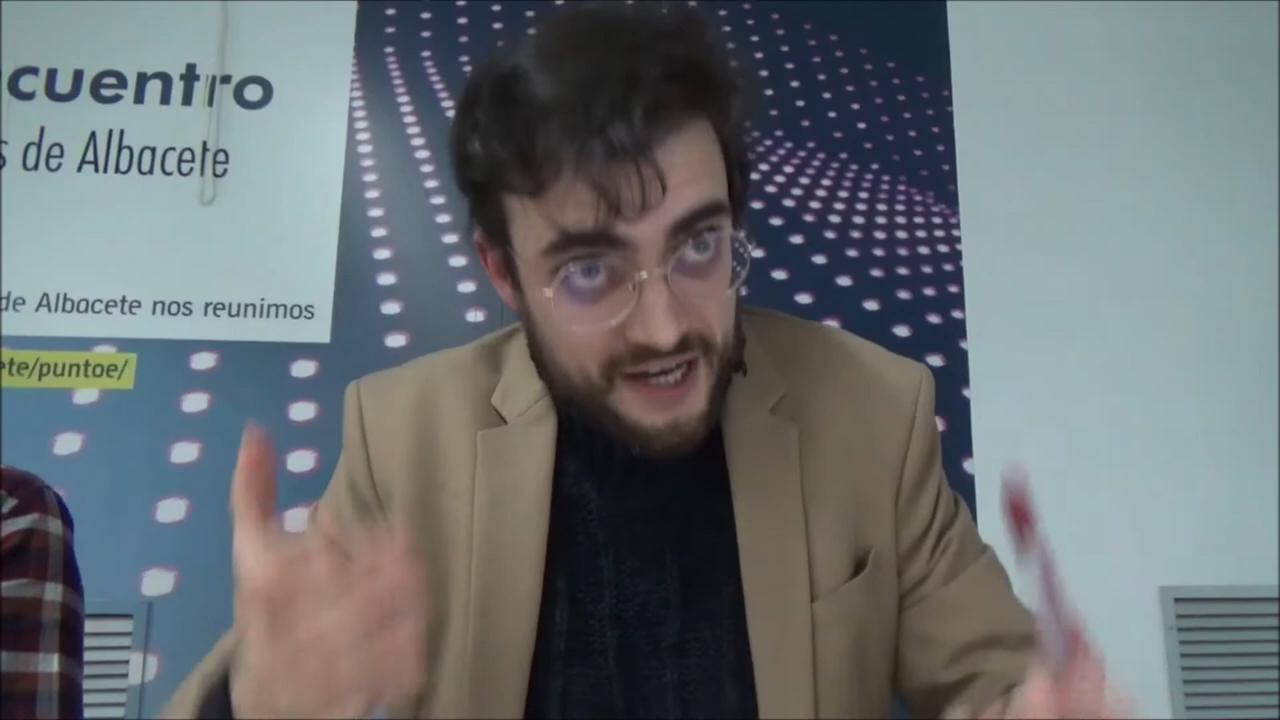 cuentro
s de Albacete
de Albacete nos reunimos
ete/puntoe/